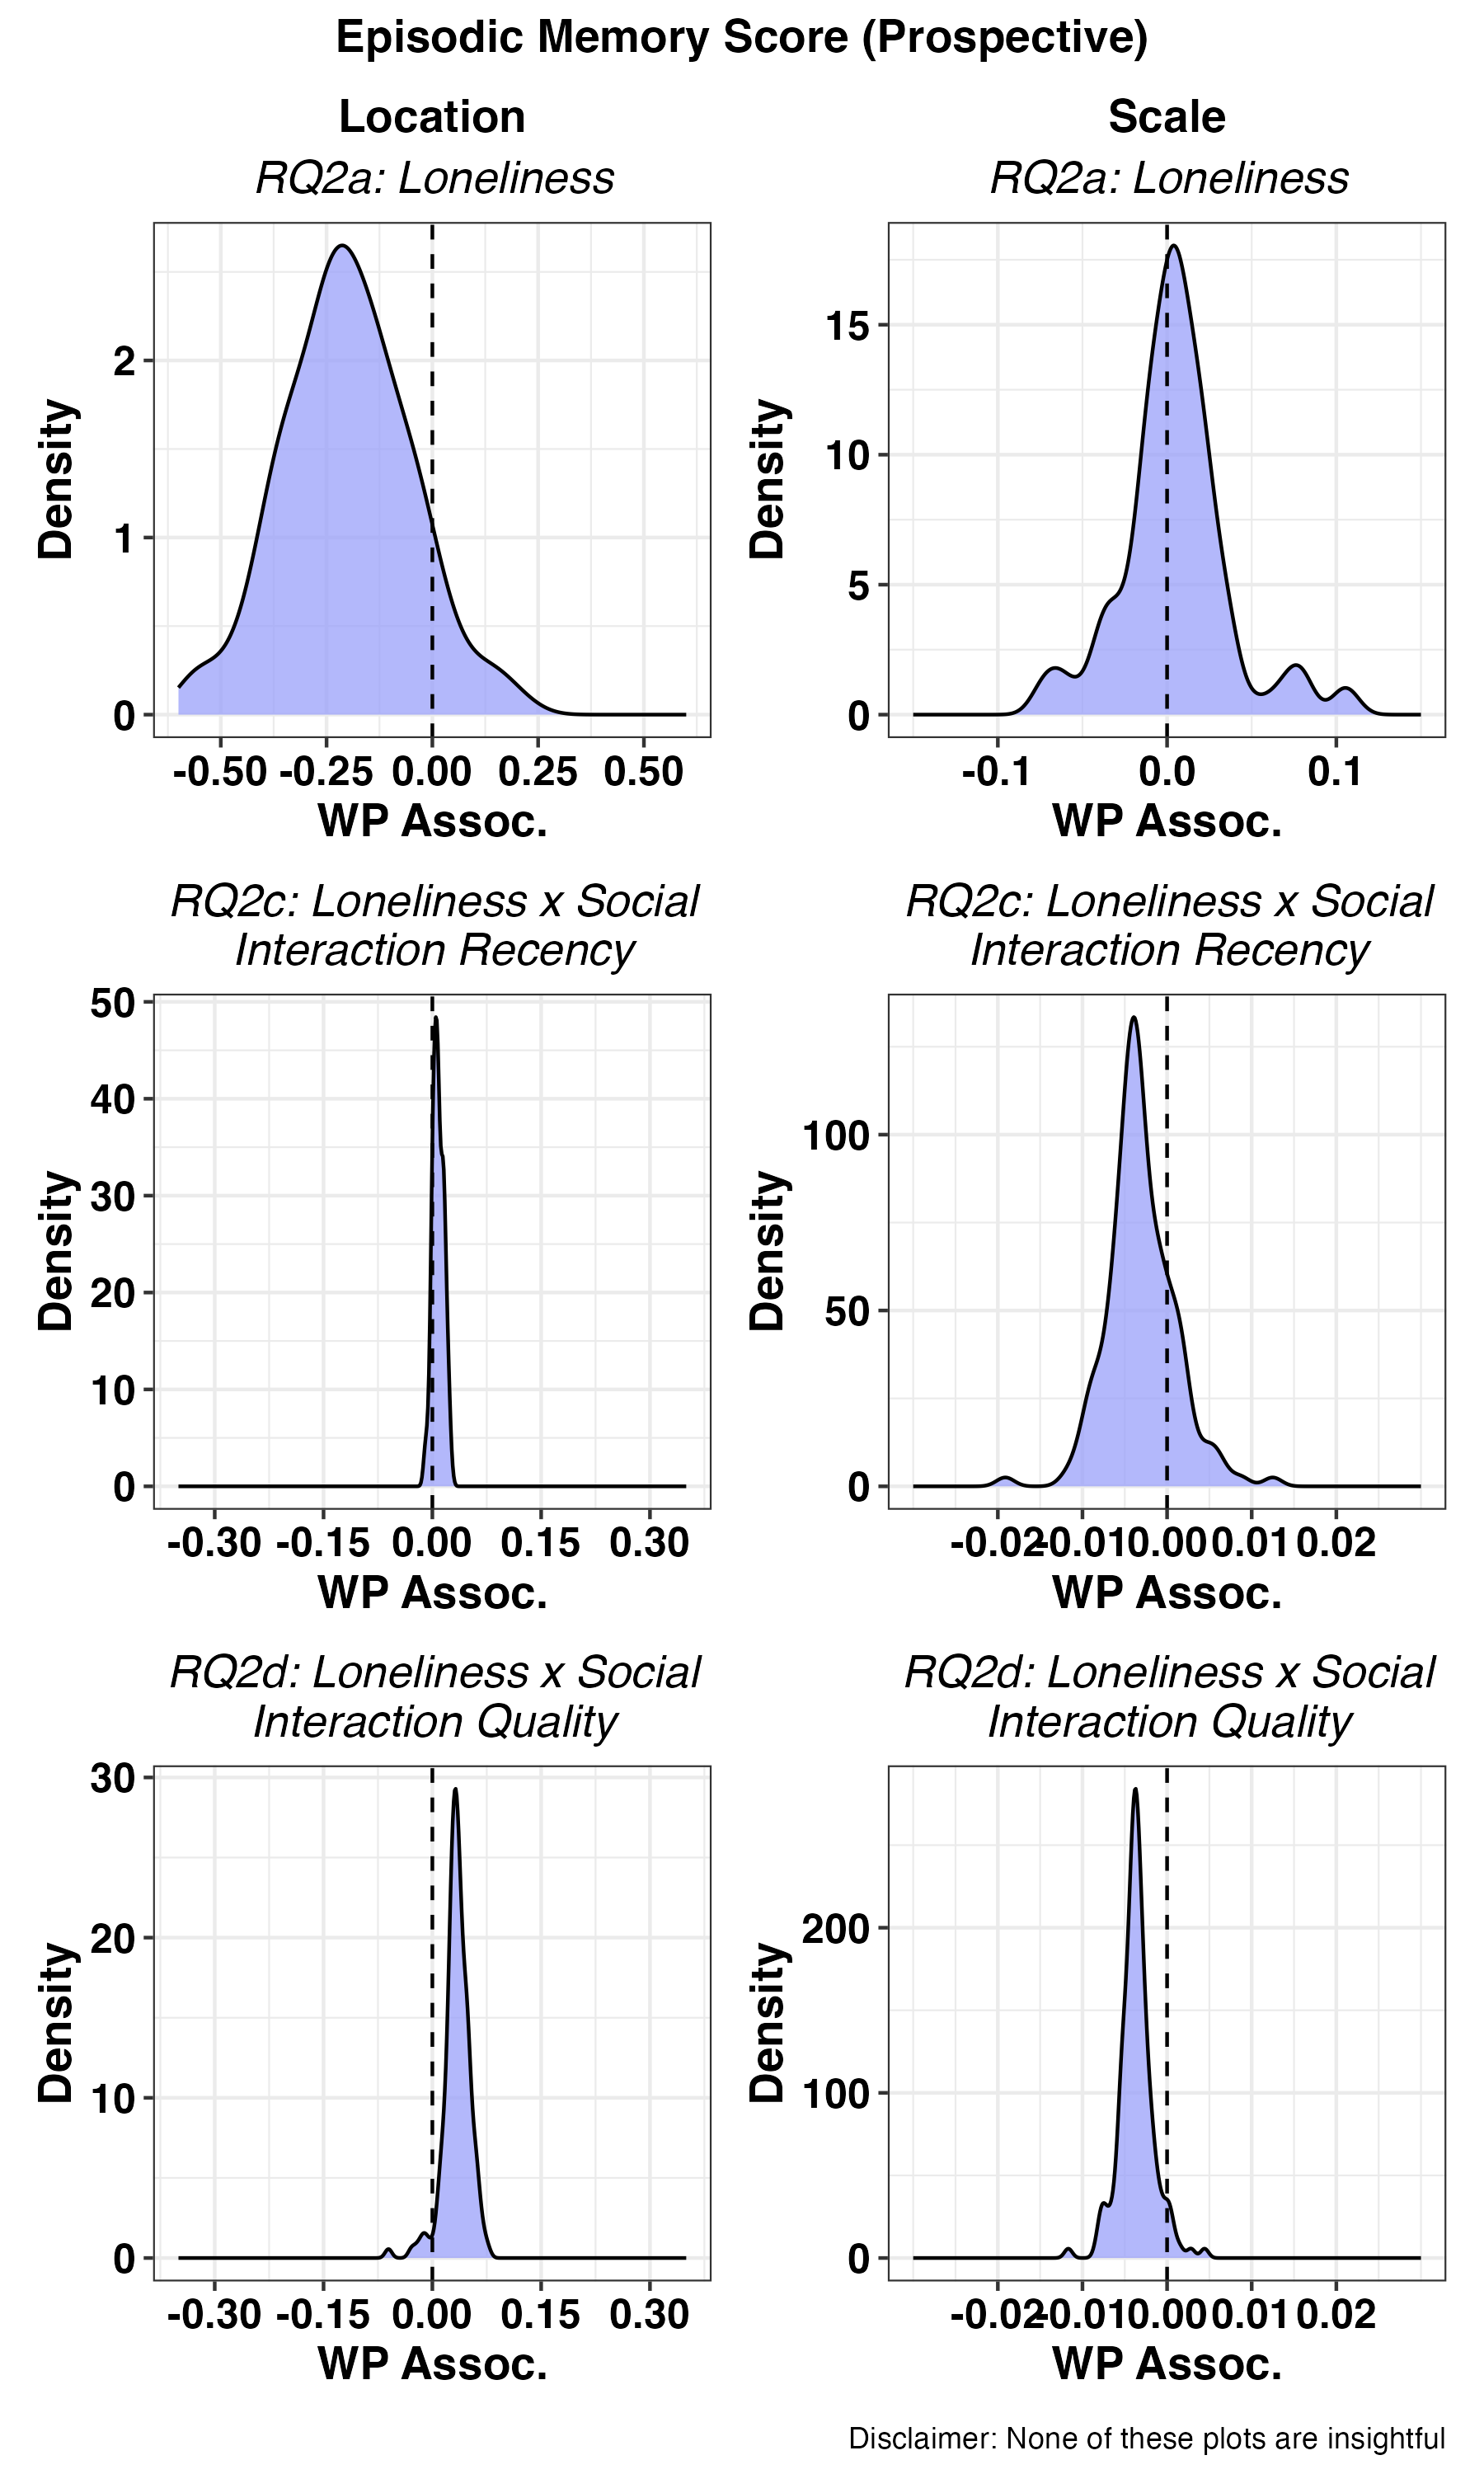 Episodic Memory Score (Prospective)
Location
Scale
RQ2a: Loneliness
RQ2a: Loneliness
Density
2
1
0
-0.50 -0.25 0.00 0.25 0.50
WP Assoc.
Density
15
10
5
0
-0.1 0.0 0.1
WP Assoc.
RQ2c: Loneliness x Social
Interaction Recency
RQ2c: Loneliness x Social
Interaction Recency
Density
50
40
30
20
10
0
-0.30 -0.15 0.00 0.15 0.30
WP Assoc.
Density
100
50
0
-0.02 -0.01 0.00 0.01 0.02
WP Assoc.
RQ2d: Loneliness x Social
Interaction Quality
RQ2d: Loneliness x Social
Interaction Quality
Density
30
20
10
0
-0.30 -0.15 0.00 0.15 0.30
WP Assoc.
Density
200
100
0
-0.02 -0.01 0.00 0.01 0.02
WP Assoc.
Disclaimer: None of these plots are insightful